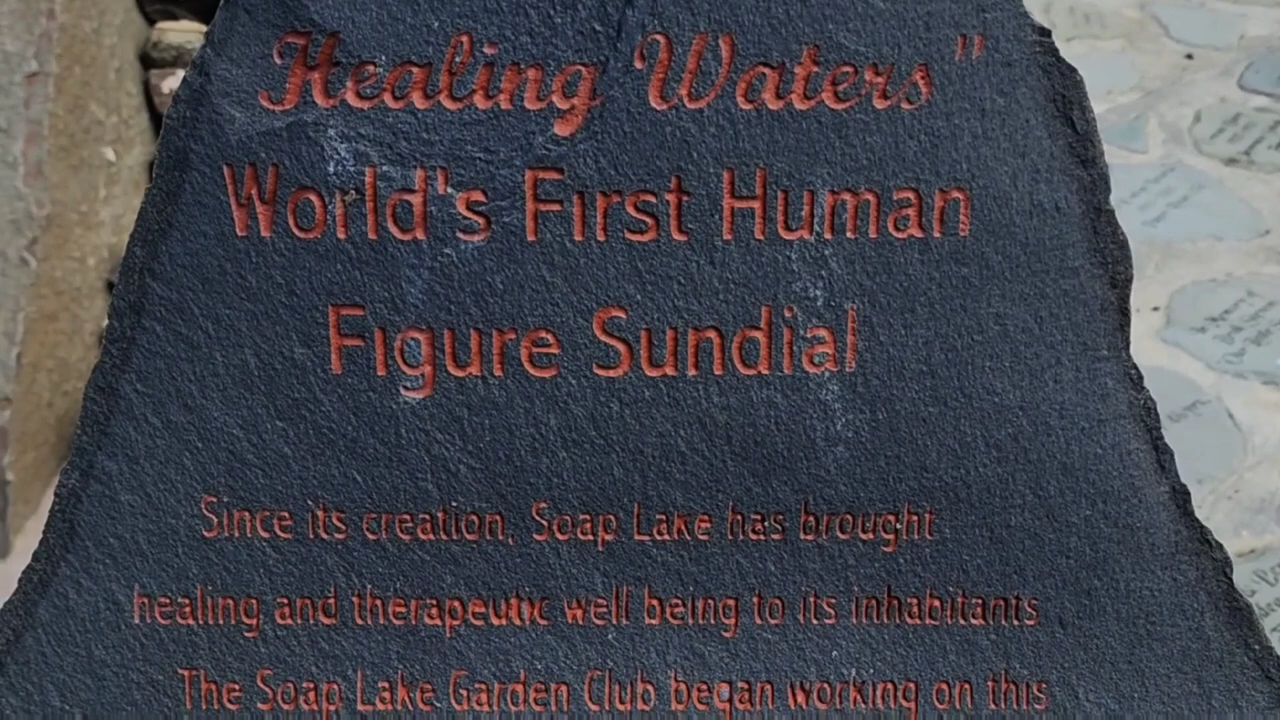 Healing Waters"
World's First Human
Figure Sundial
Since its creation, Soap Lake has brought
healing and therapeutic well being to its inhabitants
The Soap Lake Garden Club began working on this